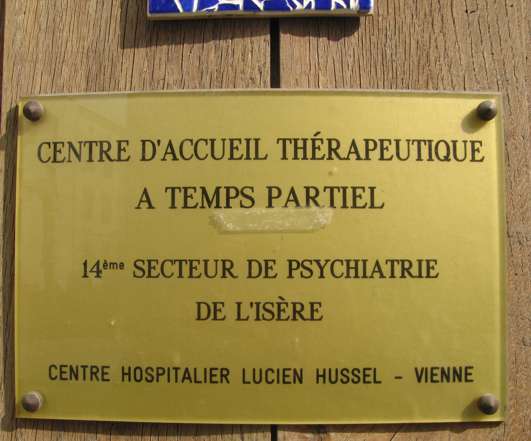 CENTRE D'ACCUEIL THÉRAPEUTIQUE
A TEMPS PARTIEL
14ème SECTEUR DE PSYCHIATRIE
DE L'ISÈRE
CENTRE HOSPITALIER LUCIEN HUSSEL - VIENNE